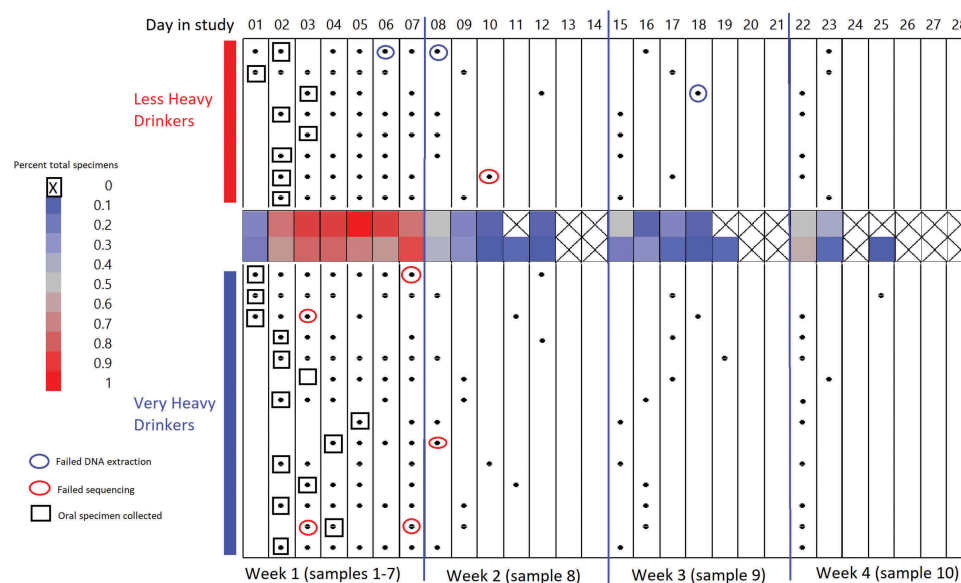 Day in study 01 02 03 04 05 06 07 08 09 10 11 12 13 14 15 16 17 18 19 20 21 22 23 24 25 26 27 28
Less Heavy
Drinkers
Percent total specimens
X 0
0.1
0.2
0.3
0.4
0.5
0.6
0.7
0.8
0.9
1
Very Heavy
Drinkers
Failed DNA extraction
Failed sequencing
Oral specimen collected
Week 1 (samples 1-7) Week 2 (sample 8) Week 3 (sample 9) Week 4 (sample 10)